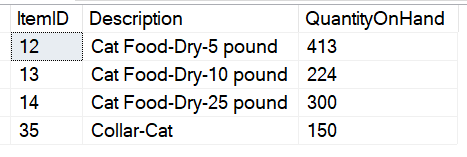 ItemID Description QuantityOnHand
12 Cat Food-Dry-5 pound 413
13 Cat Food-Dry-10 pound 224
14 Cat Food-Dry-25 pound 300
35 Collar-Cat 150